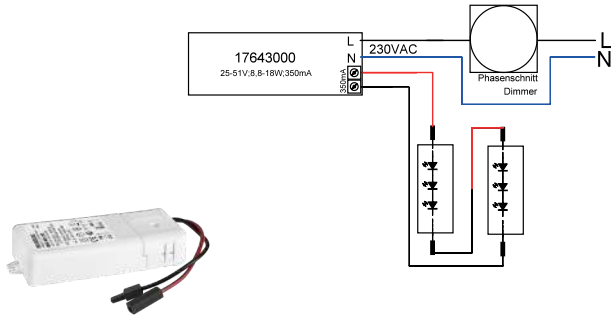 17643000
25-51V;8,8-18W;350mA
L
N
350mA
230VAC
Phasenschnitt
Dimmer
L
N